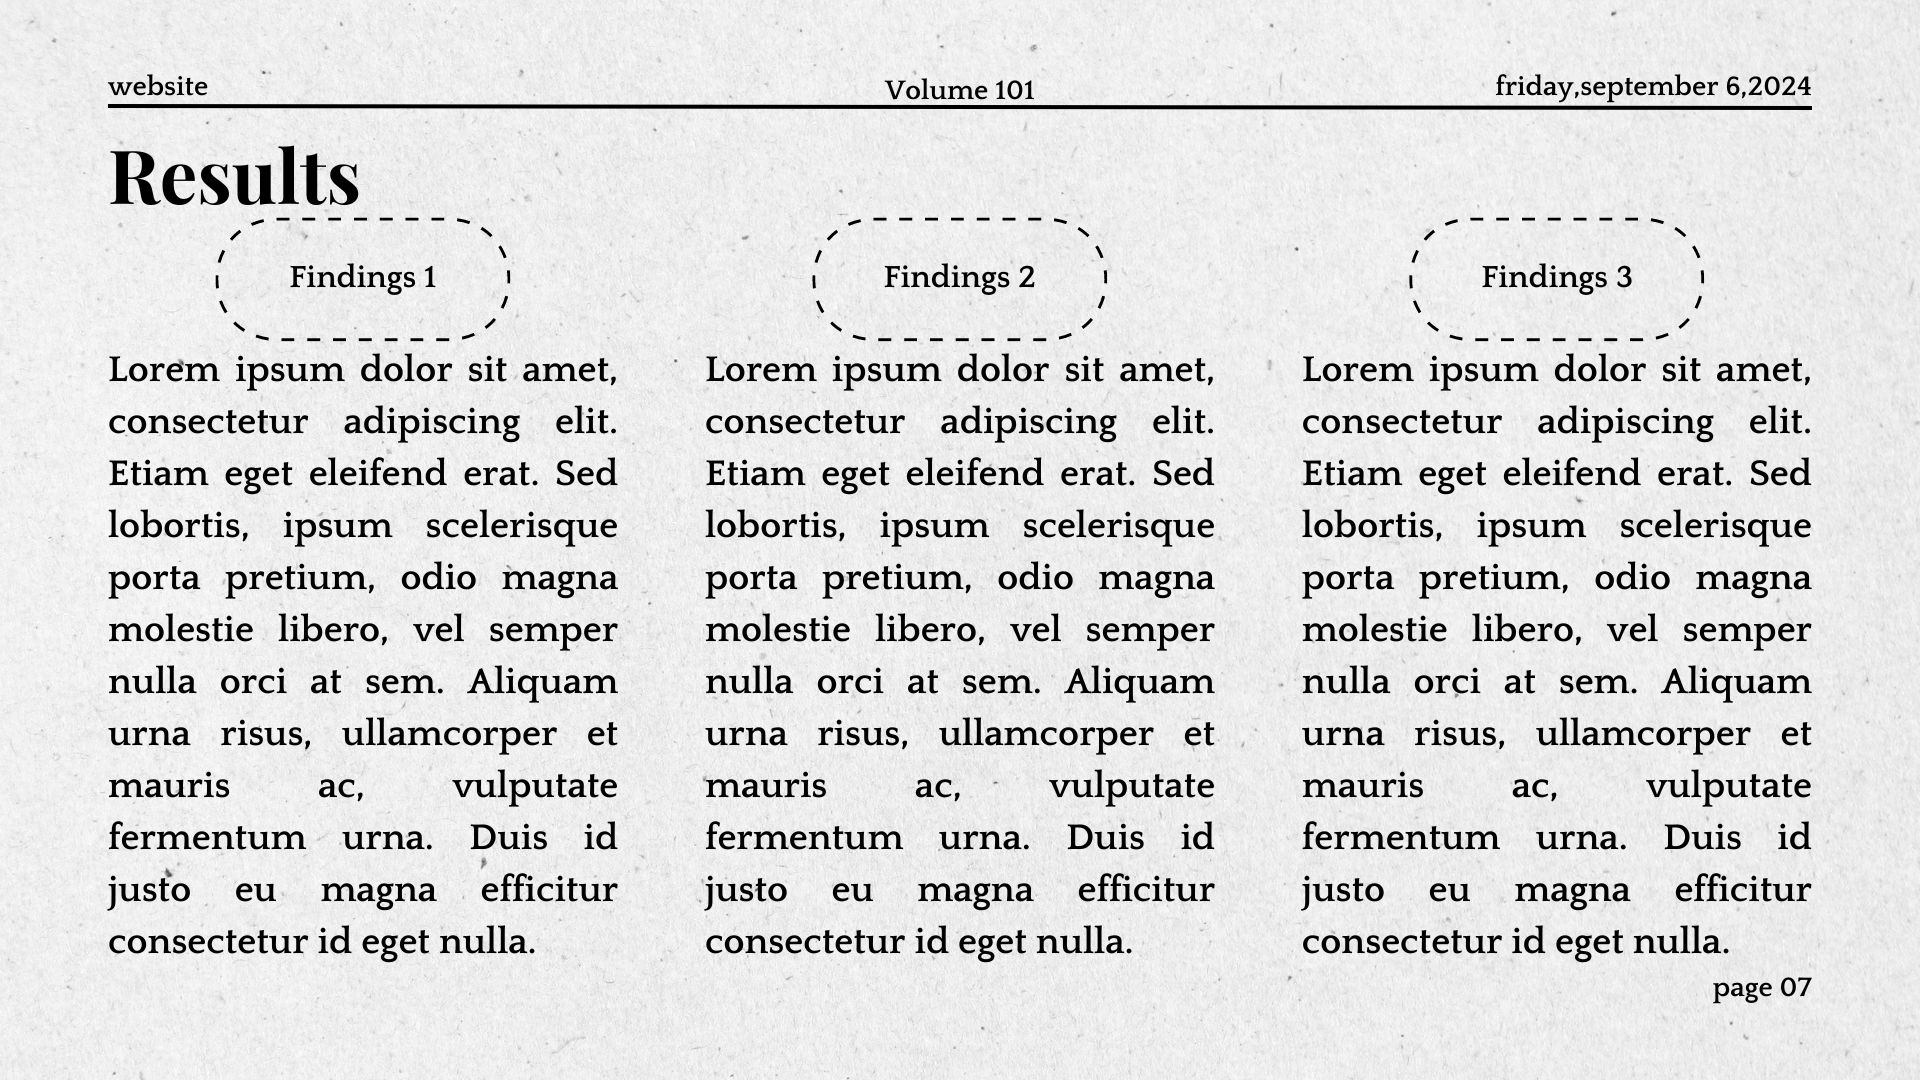 website
Volume 101
friday,september 6,2024
Results
Findings 1
Lorem ipsum dolor sit amet,
consectetur adipiscing elit.
Etiam eget eleifend erat. Sed
lobortis, ipsum scelerisque
porta pretium, odio magna
molestie libero, vel semper
nulla orci at sem. Aliquam
urna risus, ullamcorper et
mauris ac, vulputate
fermentum urna. Duis id
justo eu magna efficitur
consectetur id eget nulla.
Findings 2
Lorem ipsum dolor sit amet,
consectetur adipiscing elit.
Etiam eget eleifend erat. Sed
lobortis, ipsum scelerisque
porta pretium, odio magna
molestie libero, vel semper
nulla orci at sem. Aliquam
urna risus, ullamcorper et
mauris ac, vulputate
fermentum urna. Duis id
justo eu magna efficitur
consectetur id eget nulla.
Findings 3
Lorem ipsum dolor sit amet,
consectetur adipiscing elit.
Etiam eget eleifend erat. Sed
lobortis, ipsum scelerisque
porta pretium, odio magna
molestie libero, vel semper
nulla orci at sem. Aliquam
urna risus, ullamcorper et
mauris ac, vulputate
fermentum urna. Duis id
justo eu magna efficitur
consectetur id eget nulla.
page 07